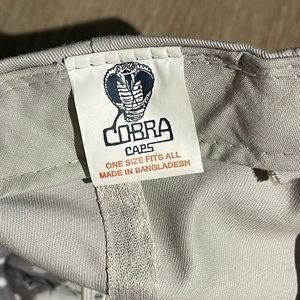 COBRA
CAPS
ONE SIZE FITS ALL
MADE IN BANGLADESH